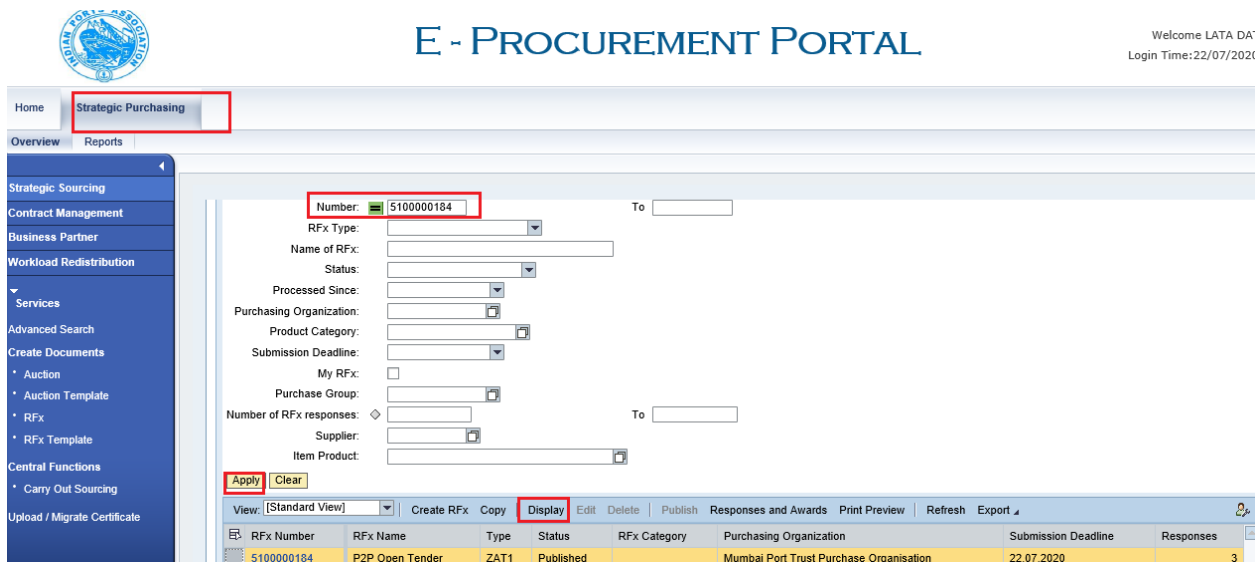 INDIAN PORTS ASSOCIATION
E - PROCUREMENT PORTAL
Welcome LATA DAT
Login Time:22/07/2020
Home Strategic Purchasing
Overview Reports
Strategic Sourcing
Contract Management
Business Partner
Workload Redistribution
Services
Advanced Search
Create Documents
• Auction
• Auction Template
• RFx
• RFx Template
Central Functions
• Carry Out Sourcing
Upload / Migrate Certificate
Number: 5100000184 To
RFx Type:
Name of RFx:
Status:
Processed Since:
Purchasing Organization:
Product Category:
Submission Deadline:
My RFx:
Purchase Group:
Number of RFx responses: To
Supplier:
Item Product:
Apply Clear
View: [Standard View] Create RFx Copy Display Edit Delete Publish Responses and Awards Print Preview Refresh Export
RFx Number RFx Name Type Status RFx Category Purchasing Organization Submission Deadline Responses
5100000184 P2P Open Tender ZAT1 Published Mumbai Port Trust Purchase Organisation 22.07.2020 3